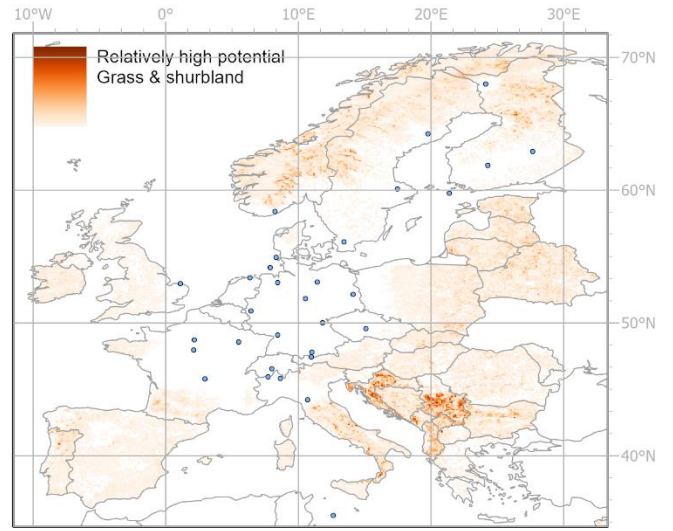 10°W 0° 10°E 20°E 30°E
Relatively high potential
Grass & shurbland
70°N
60°N
50°N
40°N